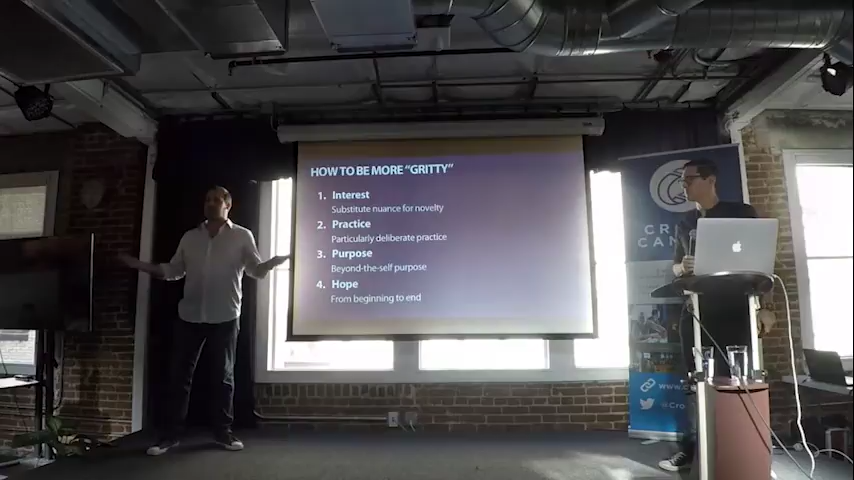 HOW TO BE MORE "GRITTY"
1. Interest
Substitute nuance for novelty
2. Practice
Particularly deliberate practice
3. Purpose
Beyond-the-self purpose
4. Hope
From beginning to end